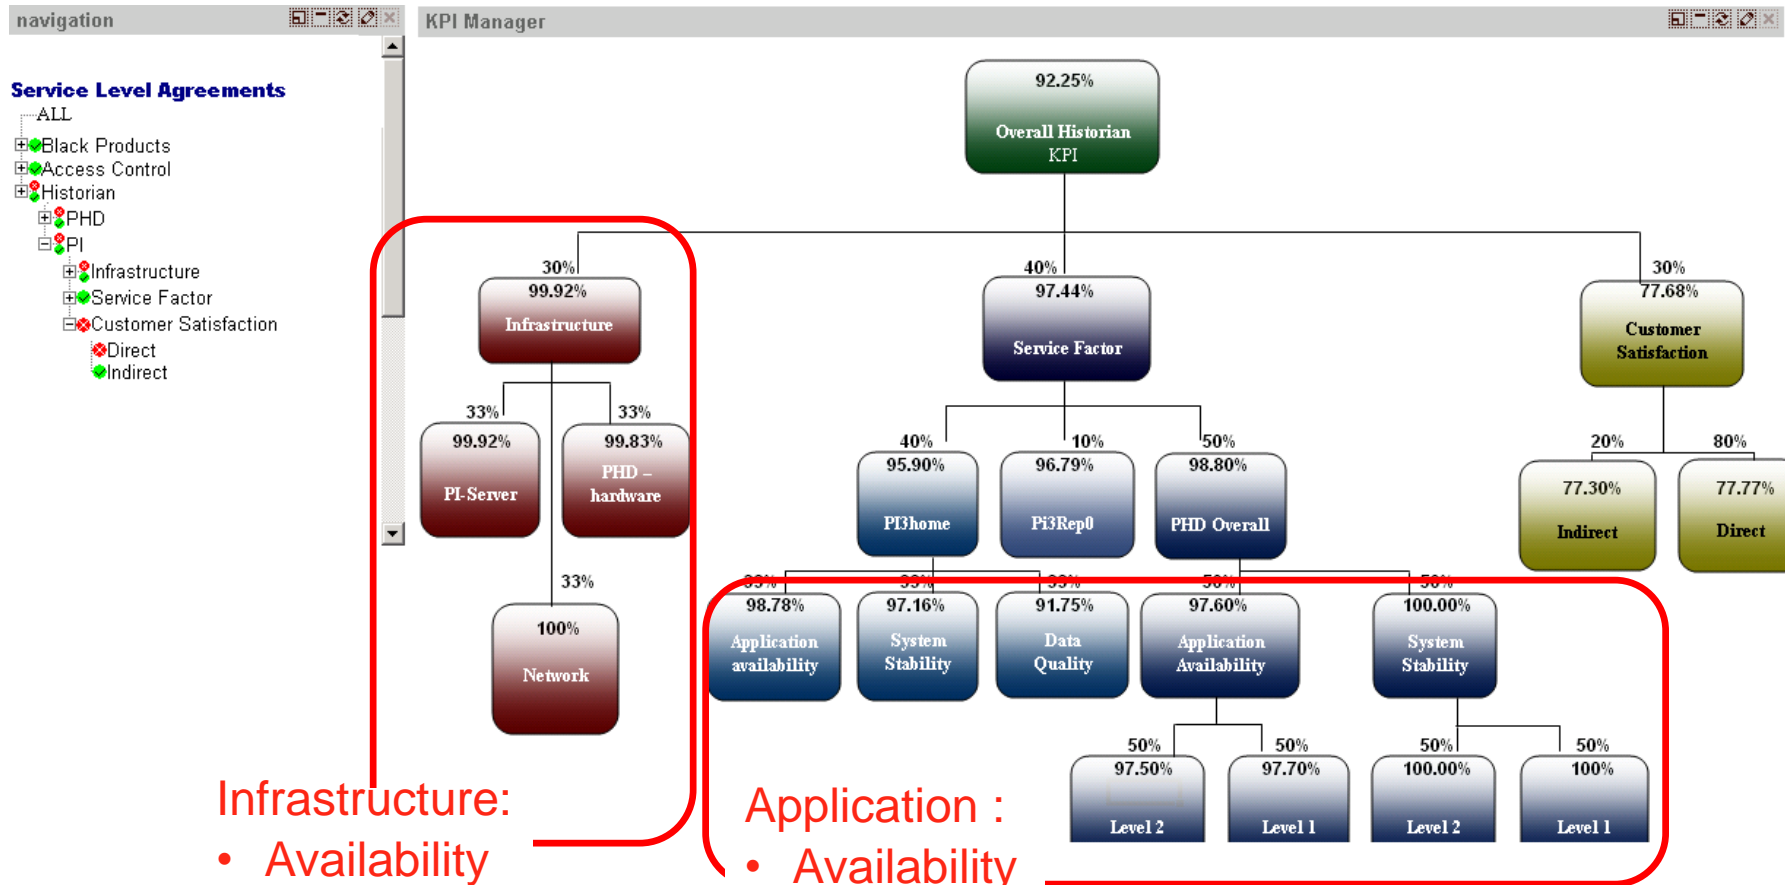 navigation
KPI Manager
Service Level Agreements
ALL
Black Products
Access Control
Historian
PHD
PI
Infrastructure
Service Factor
Customer Satisfaction
Direct
Indirect
92.25%
Overall Historian
KPI
30%
99.92%
Infrastructure
40%
97.44%
Service Factor
30%
77.68%
Customer
Satisfaction
33%
99.92%
PI-Server
33%
99.83%
PHD –
hardware
33%
100%
Network
40%
95.90%
PI3home
10%
96.79%
Pi3Rep0
50%
98.80%
PHD Overall
20%
77.30%
Indirect
80%
77.77%
Direct
33%
98.78%
Application
availability
33%
97.16%
System
Stability
33%
91.75%
Data
Quality
50%
97.60%
Application
Availability
50%
100.00%
System
Stability
50%
97.50%
Level 2
50%
97.70%
Level 1
50%
100.00%
Level 2
50%
100%
Level 1
Infrastructure:
• Availability
Application :
• Availability